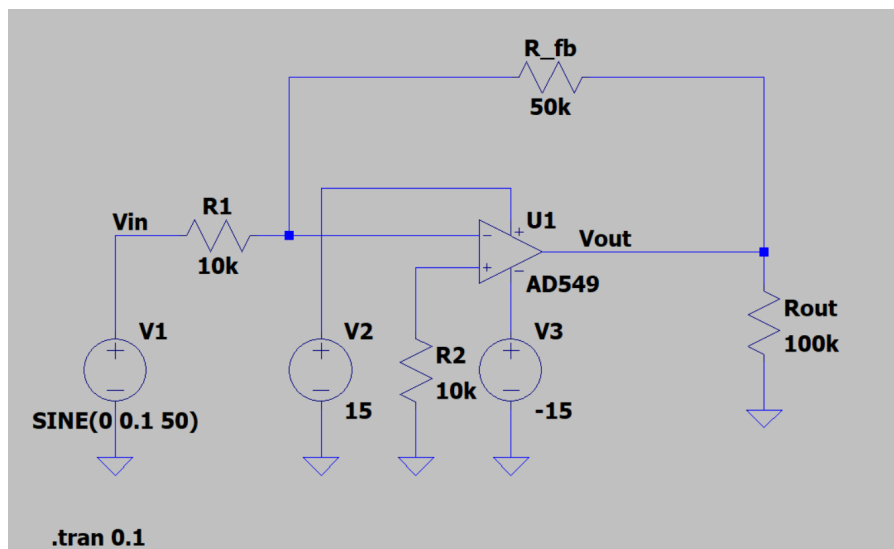 R_fb
50k
R1
Vin
10k
U1
Vout
AD549
V1
V2
R2
10k
V3
Rout
100k
SINE(0 0.1 50)
15
-15
.tran 0.1